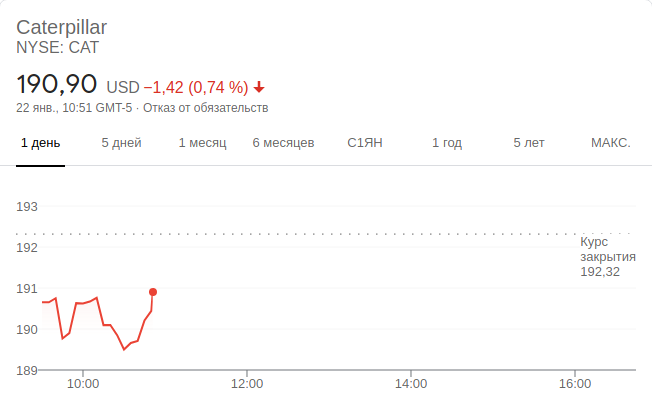 Caterpillar
NYSE: CAT
190,90 USD −1,42 (0,74 %)
22 янв., 10:51 GMT-5 · Отказ от обязательств
1 день 5 дней 1 месяц 6 месяцев С1ЯН 1 год 5 лет МАКС.
193
192
191
190
189
Курс
закрытия
192,32
10:00 12:00 14:00 16:00